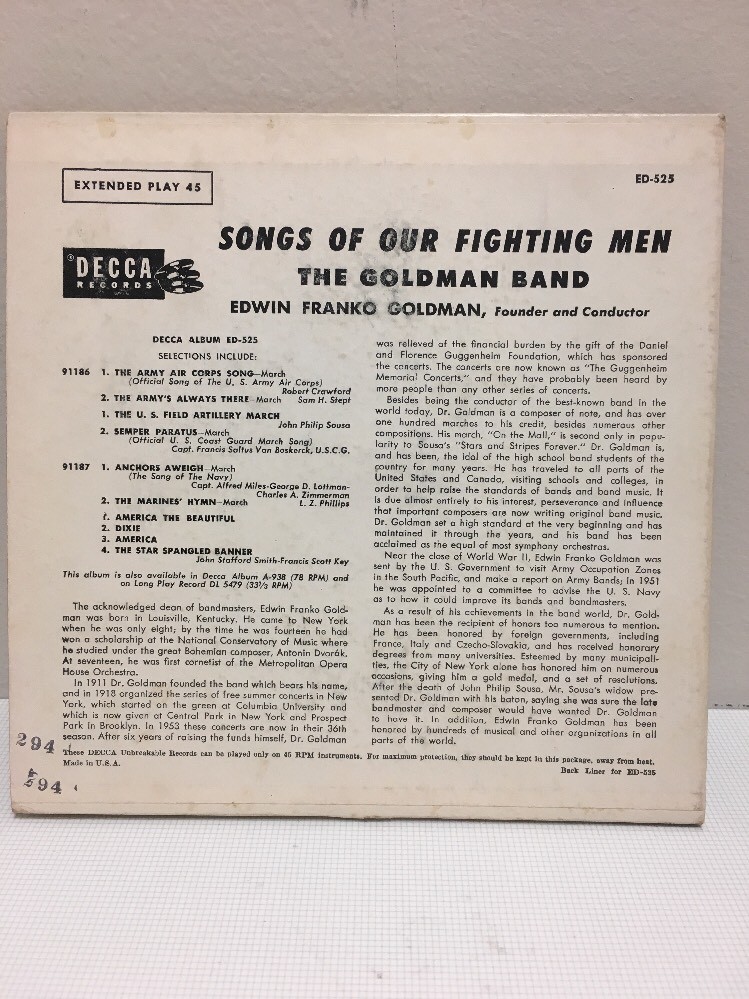 EXTENDED PLAY 45
ED-525
SONGS OF OUR FIGHTING MEN
® DECCA
RECORDS
THE GOLDMAN BAND
EDWIN FRANKO GOLDMAN, Founder and Conductor
DECCA ALBUM ED-525
SELECTIONS INCLUDE:
91186 1. THE ARMY AIR CORPS SONG—March
(Official Song of The U. S. Army Air Corps)
Robert Crawford
2. THE ARMY'S ALWAYS THERE—March Sam H. Stept
1. THE U. S. FIELD ARTILLERY MARCH
John Philip Sousa
2. SEMPER PARATUS—March
(Official U. S. Coast Guard March Song)
Capt. Francis Saltus Van Boskerck, U.S.C.G.
91187 1. ANCHORS AWEIGH—March
(The Song of The Navy)
Capt. Alfred Miles-George D. Lottman-
Charles A. Zimmerman
2. THE MARINES' HYMN—March L. Z. Phillips
1. AMERICA THE BEAUTIFUL
2. DIXIE
3. AMERICA
4. THE STAR SPANGLED BANNER
John Stafford Smith-Francis Scott Key
This album is also available in Decca Album A-938 (78 RPM) and
on Long Play Record DL 5479 (33⅓ RPM)
The acknowledged dean of bandmasters, Edwin Franko Gold-
man was born in Louisville, Kentucky. He came to New York
when he was only eight; by the time he was fourteen he had
won a scholarship at the National Conservatory of Music where
he studied under the great Bohemian composer, Antonin Dvorák.
At seventeen, he was first cornetist of the Metropolitan Opera
House Orchestra.
In 1911 Dr. Goldman founded the band which bears his name,
and in 1918 organized the series of free summer concerts in New
York, which started on the green at Columbia University and
which is now given at Central Park in New York and Prospect
Park in Brooklyn. In 1953 these concerts are now in their 36th
season. After six years of raising the funds himself, Dr. Goldman
was relieved of the financial burden by the gift of the Daniel
and Florence Guggenheim Foundation, which has sponsored
the concerts. The concerts are now known as "The Guggenheim
Memorial Concerts," and they have probably been heard by
more people than any other series of concerts.
Besides being the conductor of the best-known band in the
world today, Dr. Goldman is a composer of note, and has over
one hundred marches to his credit, besides numerous other
compositions. His march, "On the Mall," is second only in popu-
larity to Sousa's "Stars and Stripes Forever." Dr. Goldman is,
and has been, the idol of the high school band students of the
country for many years. He has traveled to all parts of the
United States and Canada, visiting schools and colleges, in
order to help raise the standards of bands and band music. It
is due almost entirely to his interest, perseverance and influence
that important composers are now writing original band music.
Dr. Goldman set a high standard at the very beginning and has
maintained it through the years, and his band has been
acclaimed as the equal of most symphony orchestras.
Near the close of World War II, Edwin Franko Goldman was
sent by the U. S. Government to visit Army Occupation Zones
in the South Pacific, and make a report on Army Bands; in 1951
he was appointed to a committee to advise the U. S. Navy
as to how it could improve its bands and bandmasters.
As a result of his achievements in the band world, Dr. Gold-
man has been the recipient of honors too numerous to mention.
He has been honored by foreign governments, including
France, Italy and Czecho-Slovakia, and has received honorary
degrees from many universities. Esteemed by many municipali-
ties, the City of New York alone has honored him on numerous
occasions, giving him a gold medal, and a set of resolutions.
After the death of John Philip Sousa, Mr. Sousa's widow pre-
sented Dr. Goldman with his baton, saying she was sure the late
bandmaster and composer would have wanted Dr. Goldman
to have it. In addition, Edwin Franko Goldman has been
honored by hundreds of musical and other organizations in all
parts of the world.
These DECCA Unbreakable Records can be played only on 45 RPM instruments. For maximum protection, they should be kept in this package, away from heat.
Made in U.S.A.
Back Liner for ED-525
294
594